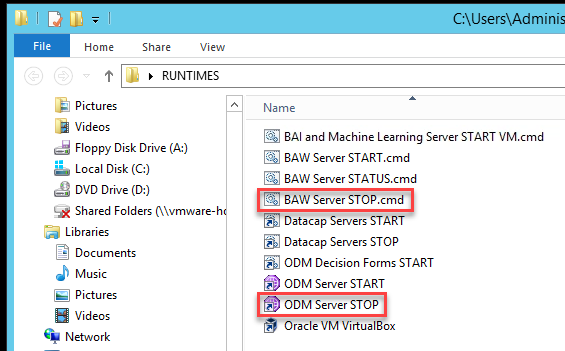 C:\Users\Adminis
File
Home
Share
View
RUNTIMES
Pictures
Videos
Floppy Disk Drive (A:)
Local Disk (C:)
DVD Drive (D:)
Shared Folders (\\vmware-ho
Libraries
Documents
Music
Pictures
Videos
Network
Name
BAI and Machine Learning Server START VM.cmd
BAW Server START.cmd
BAW Server STATUS.cmd
BAW Server STOP.cmd
Datacap Servers START
Datacap Servers STOP
ODM Decision Forms START
ODM Server START
ODM Server STOP
Oracle VM VirtualBox